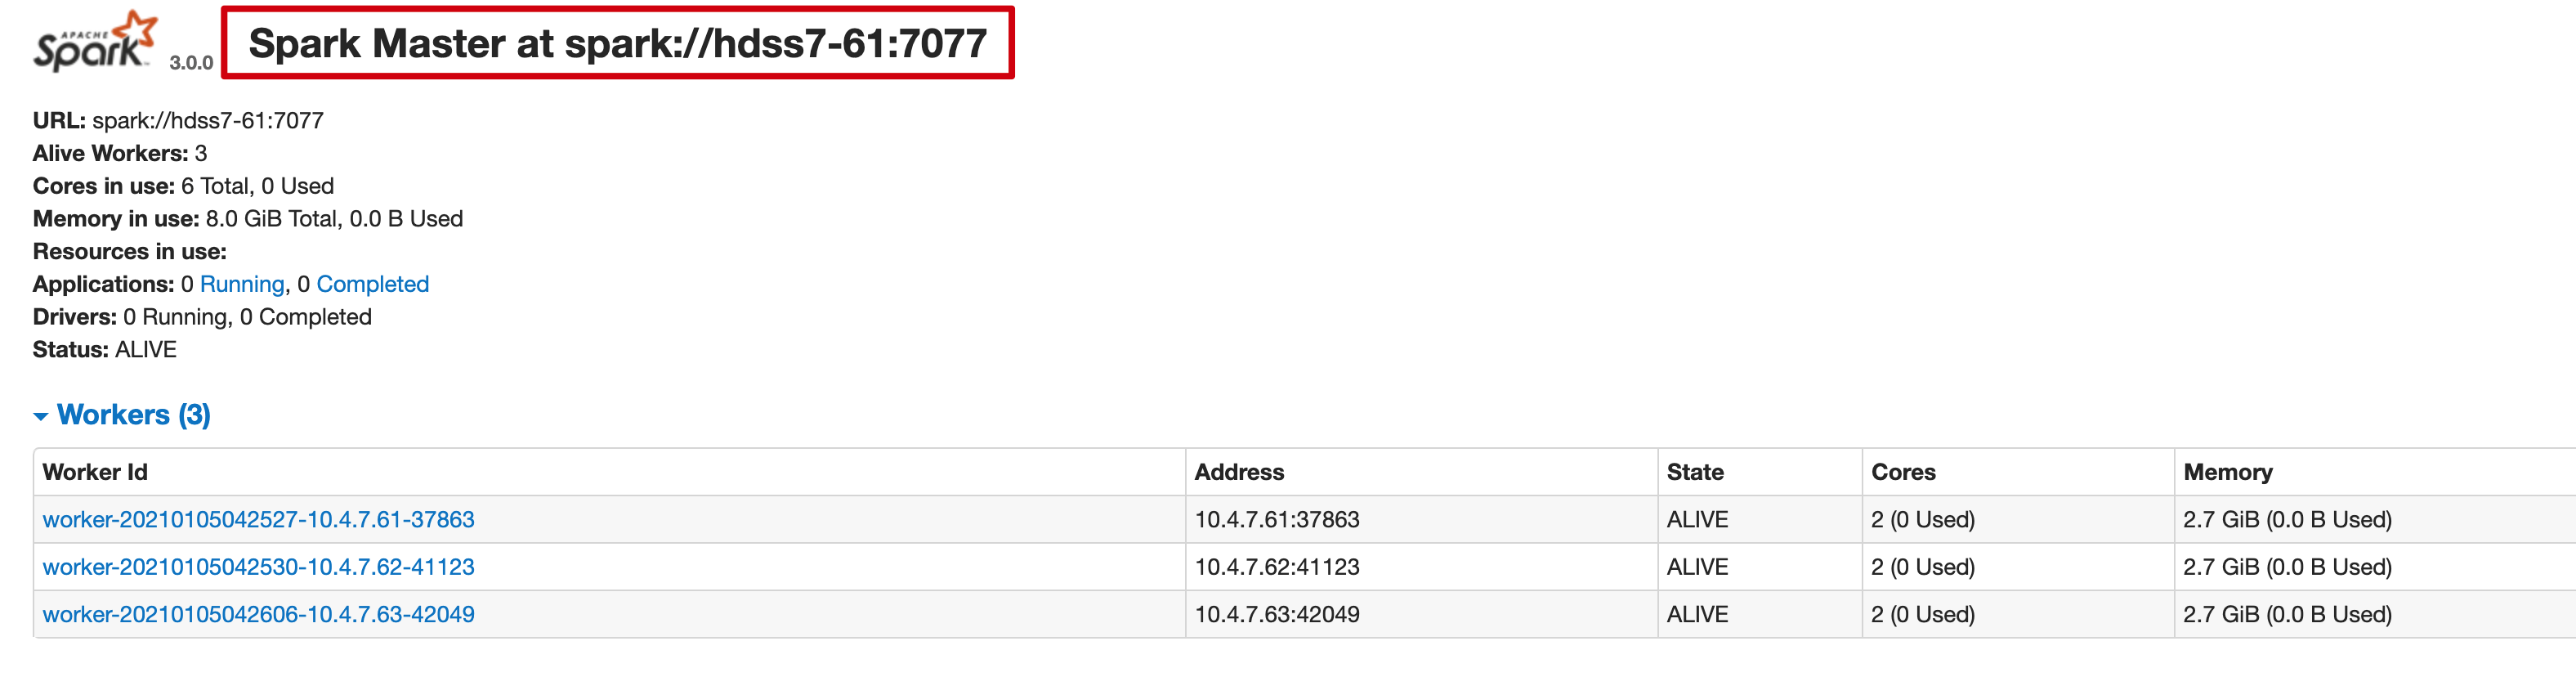 APACHE Spark™ 3.0.0 Spark Master at spark://hdss7-61:7077
URL: spark://hdss7-61:7077
Alive Workers: 3
Cores in use: 6 Total, 0 Used
Memory in use: 8.0 GiB Total, 0.0 B Used
Resources in use:
Applications: 0 Running, 0 Completed
Drivers: 0 Running, 0 Completed
Status: ALIVE
Workers (3)
Worker Id Address State Cores Memory
worker-20210105042527-10.4.7.61-37863 10.4.7.61:37863 ALIVE 2 (0 Used) 2.7 GiB (0.0 B Used)
worker-20210105042530-10.4.7.62-41123 10.4.7.62:41123 ALIVE 2 (0 Used) 2.7 GiB (0.0 B Used)
worker-20210105042606-10.4.7.63-42049 10.4.7.63:42049 ALIVE 2 (0 Used) 2.7 GiB (0.0 B Used)